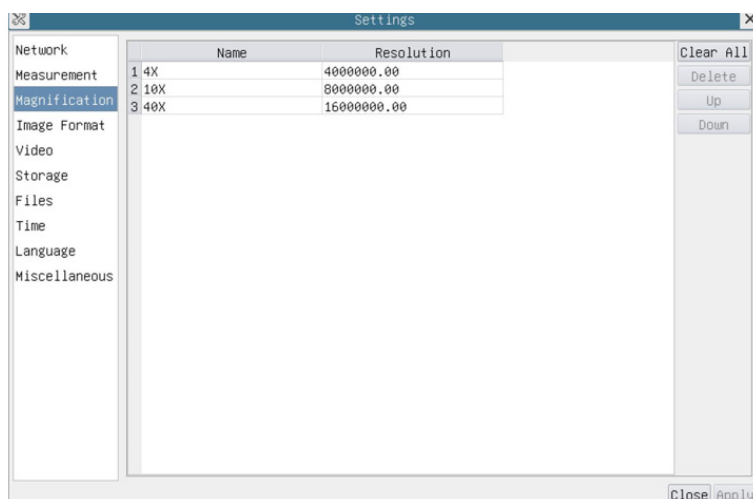 Settings
Network
Measurement
Magnification
Image Format
Video
Storage
Files
Time
Language
Miscellaneous
Name Resolution
1 4X 4000000.00
2 10X 8000000.00
3 40X 16000000.00
Clear All
Delete
Up
Down
Close Apply